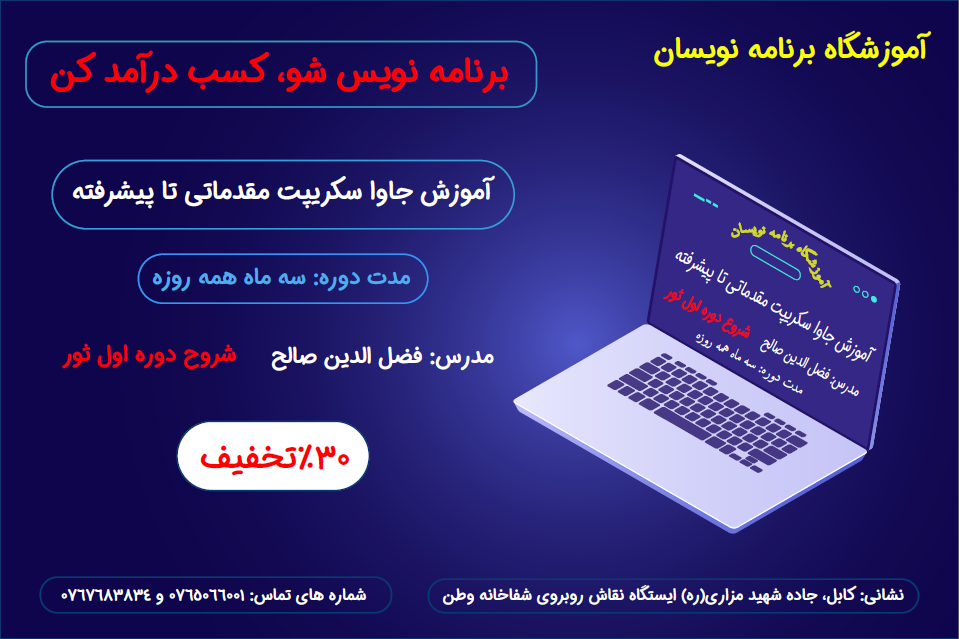 آموزشگاه برنامه نویسان
برنامه نویس شو، کسب درآمد کن
آموزش جاوا سکریپت مقدماتی تا پیشرفته
مدت دوره: سه ماه همه روزه
مدرس: فضل الدین صالح
شروح دوره اول ثور
۳۰٪تخفیف
آموزشگاه برنامه نویسان
آموزش جاوا سکریپت مقدماتی تا پیشرفته
شروع دوره اول ثور
مدرس: فضل الدین صالح
مدت دوره: سه ماه همه روزه
نشانی: کابل، جاده شهید مزاری(ره) ایستگاه نقاش روبروی شفاخانه وطن
شماره های تماس: ۰۷۶۵۰۶۶۰۰۱ و ۰۷۶۷۶۸۳۸۳۴